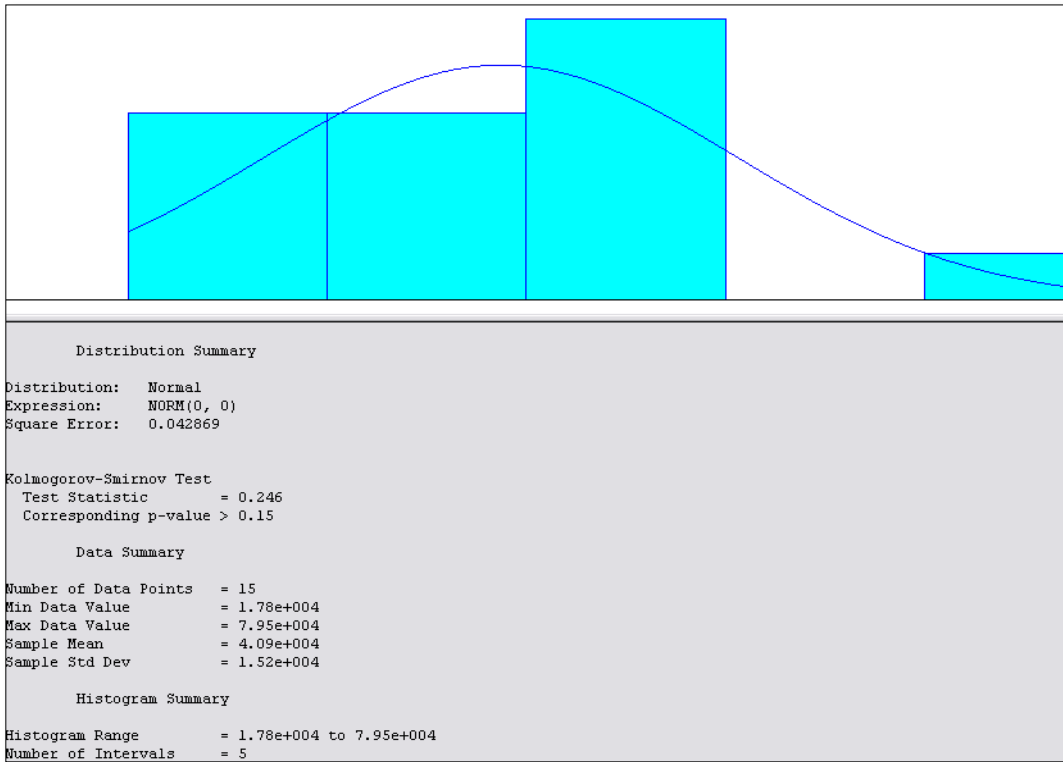 Distribution Summary
Distribution: Normal
Expression: NORM(0, 0)
Square Error: 0.042869
Kolmogorov-Smirnov Test
Test Statistic = 0.246
Corresponding p-value > 0.15
Data Summary
Number of Data Points = 15
Min Data Value = 1.78e+004
Max Data Value = 7.95e+004
Sample Mean = 4.09e+004
Sample Std Dev = 1.52e+004
Histogram Summary
Histogram Range = 1.78e+004 to 7.95e+004
Number of Intervals = 5